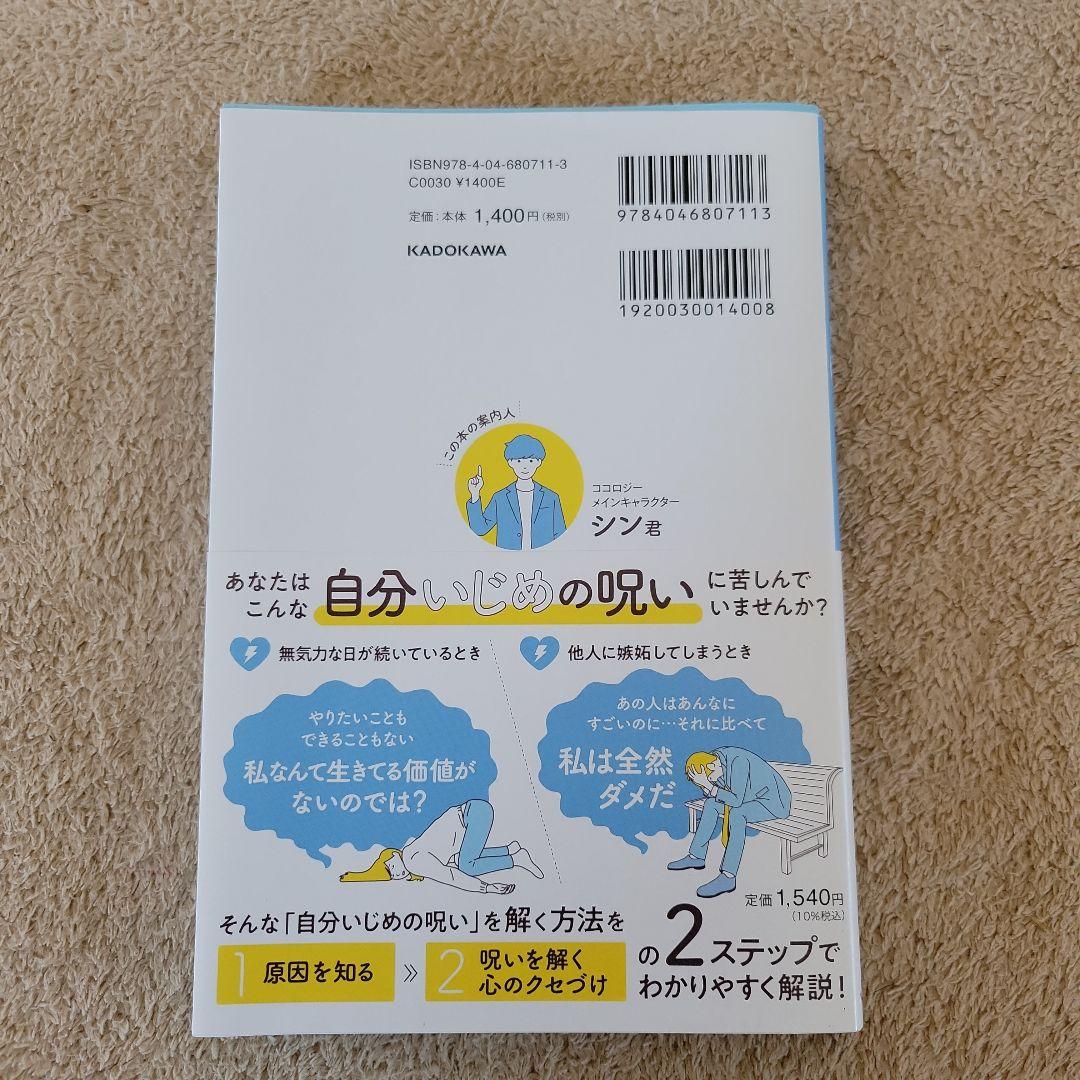 ISBN978-4-04-680711-3
C0030 ¥1400E
定価：本体 1,400円（税別）
KADOKAWA
9784046807113
1920030014008
この本の案内人
ココロジー
メインキャラクター
シン君
あなたは
こんな
自分いじめの呪い
に苦しんで
いませんか？
無気力な日が続いているとき
やりたいことも
できることもない
私なんて生きてる価値が
ないのでは？
他人に嫉妬してしまうとき
あの人はあんなに
すごいのに…それに比べて
私は全然
ダメだ
定価 1,540円
（10%税込）
そんな「自分いじめの呪い」を解く方法を
1 原因を知る
»
2 呪いを解く
心のクセづけ
の2ステップで
わかりやすく解説！